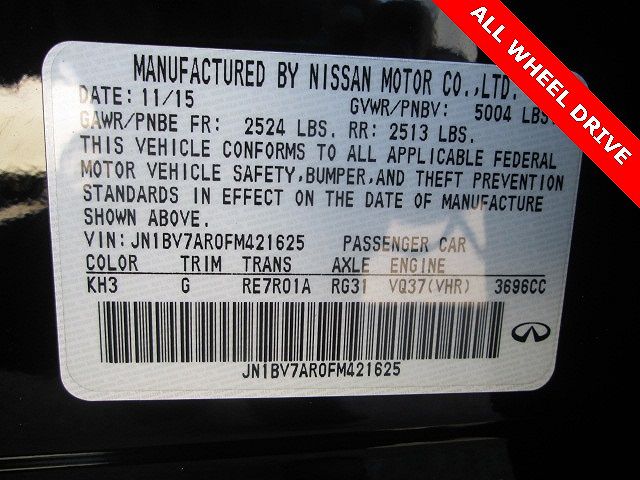 ALL WHEEL DRIVE
MANUFACTURED BY NISSAN MOTOR CO.,LTD.
DATE: 11/15 GVWR/PNBV: 5004 LBS.
GAWR/PNBE FR: 2524 LBS. RR: 2513 LBS.
THIS VEHICLE CONFORMS TO ALL APPLICABLE FEDERAL
MOTOR VEHICLE SAFETY,BUMPER,AND THEFT PREVENTION
STANDARDS IN EFFECT ON THE DATE OF MANUFACTURE
SHOWN ABOVE.
VIN:JN1BV7AR0FM421625 PASSENGER CAR
COLOR TRIM TRANS AXLE ENGINE
KH3 G RE7R01A RG31 VQ37(VHR) 3696CC
JN1BV7AR0FM421625